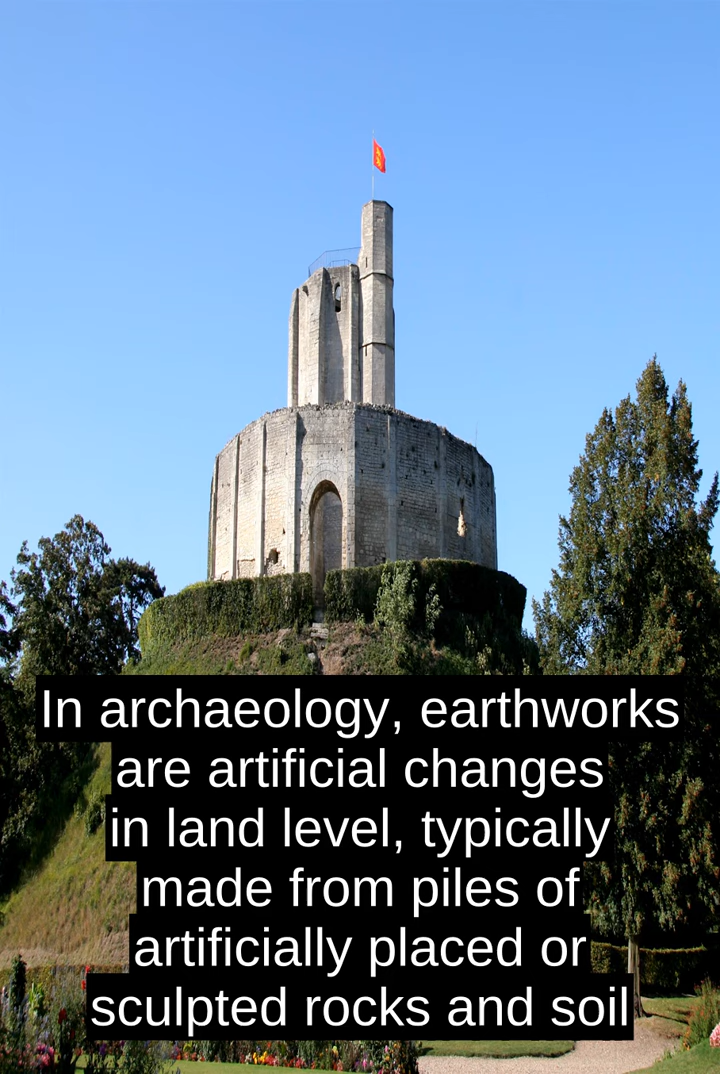 In archaeology, earthworks
are artificial changes
in land level, typically
made from piles of
artificially placed or
sculpted rocks and soil